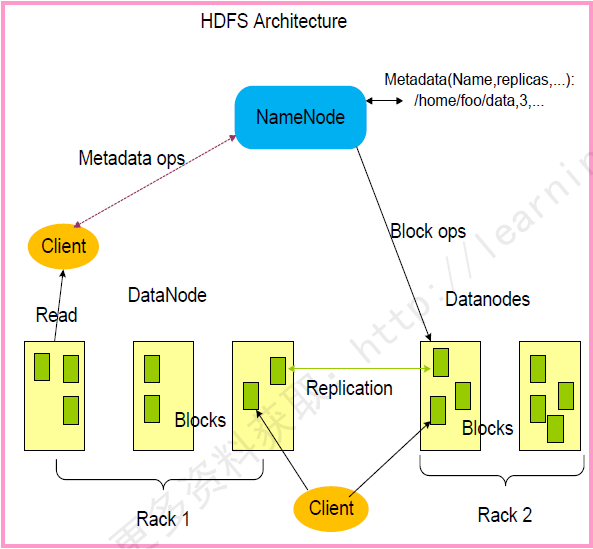 HDFS Architecture
Metadata(Name,replicas,...):
/home/foo/data,3,...
NameNode
Metadata ops
Block ops
Client
DataNode
Datanodes
Read
Replication
Blocks
Blocks
Rack 1
Client
Rack 2
更多资料获取：http://learnin